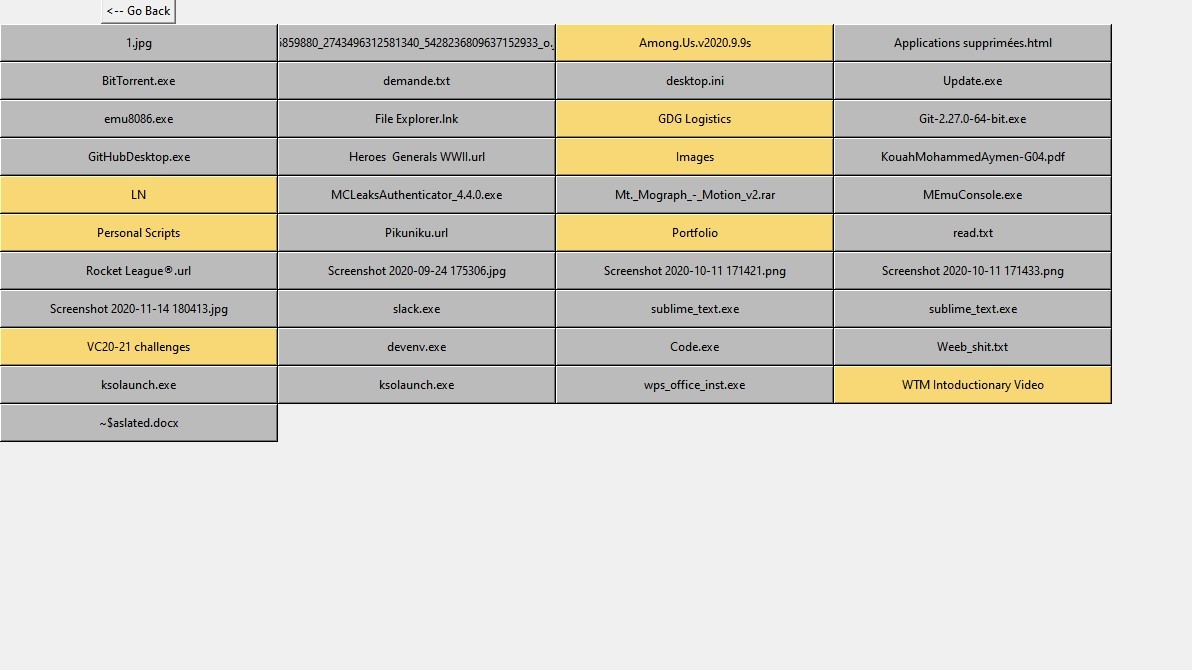 <-- Go Back
1.jpg
5859880_2743496312581340_5428236809637152933_o.
Among.Us.v2020.9.9s
Applications supprimées.html
BitTorrent.exe
demande.txt
desktop.ini
Update.exe
emu8086.exe
File Explorer.lnk
GDG Logistics
Git-2.27.0-64-bit.exe
GitHubDesktop.exe
Heroes  Generals WWII.url
Images
KouahMohammedAymen-G04.pdf
LN
MCLeaksAuthenticator_4.4.0.exe
Mt._Mograph_-_Motion_v2.rar
MEmuConsole.exe
Personal Scripts
Pikuniku.url
Portfolio
read.txt
Rocket League®.url
Screenshot 2020-09-24 175306.jpg
Screenshot 2020-10-11 171421.png
Screenshot 2020-10-11 171433.png
Screenshot 2020-11-14 180413.jpg
slack.exe
sublime_text.exe
sublime_text.exe
VC20-21 challenges
devenv.exe
Code.exe
Weeb_shit.txt
ksolaunch.exe
ksolaunch.exe
wps_office_inst.exe
WTM Intoductionary Video
~$aslated.docx